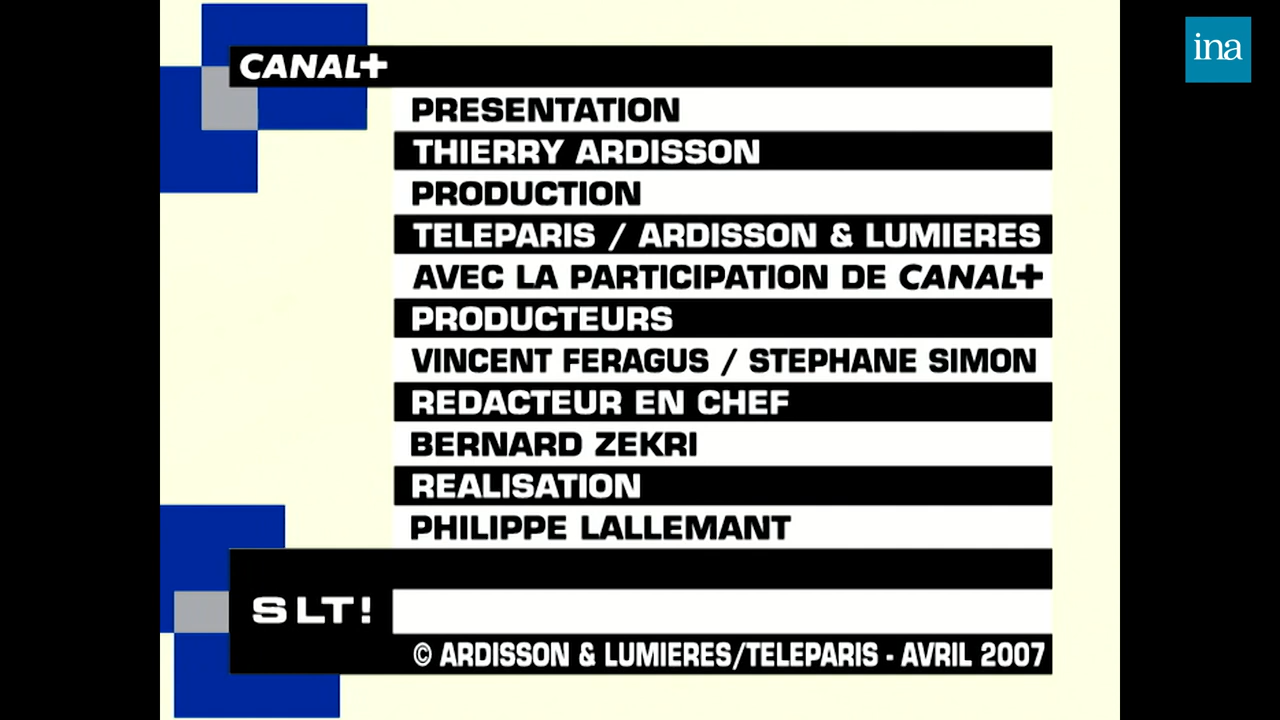 ina
CANAL+
PRESENTATION
THIERRY ARDISSON
PRODUCTION
TELEPARIS / ARDISSON & LUMIERES
AVEC LA PARTICIPATION DE CANAL+
PRODUCTEURS
VINCENT FERAGUS / STEPHANE SIMON
REDACTEUR EN CHEF
BERNARD ZEKRI
REALISATION
PHILIPPE LALLEMANT
SLT!
© ARDISSON & LUMIERES/TELEPARIS - AVRIL 2007